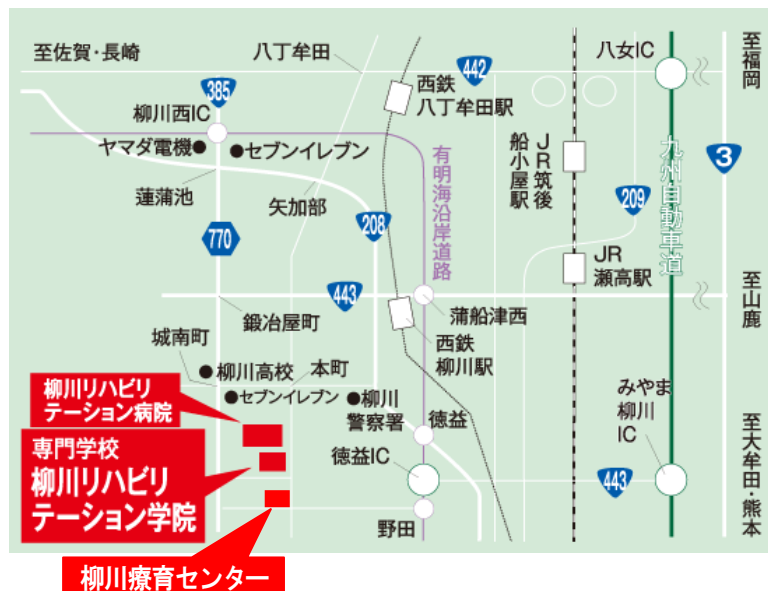 至佐賀・長崎
八丁牟田
442
八女IC
至福岡
385
西鉄
八丁牟田駅
柳川西IC
ヤマダ電機●
●セブンイレブン
有明海沿岸道路
JR筑後
船小屋駅
九州自動車道
3
蓮蒲池
矢加部
208
209
770
JR
瀬高駅
443
至山鹿
鍛冶屋町
蒲船津西
西鉄
柳川駅
城南町
●柳川高校
本町
●セブンイレブン
●柳川
警察署
徳益
みやま
柳川
IC
柳川リハビリ
テーション病院
専門学校
柳川リハビリ
テーション学院
徳益IC
443
至大牟田・熊本
野田
柳川療育センター